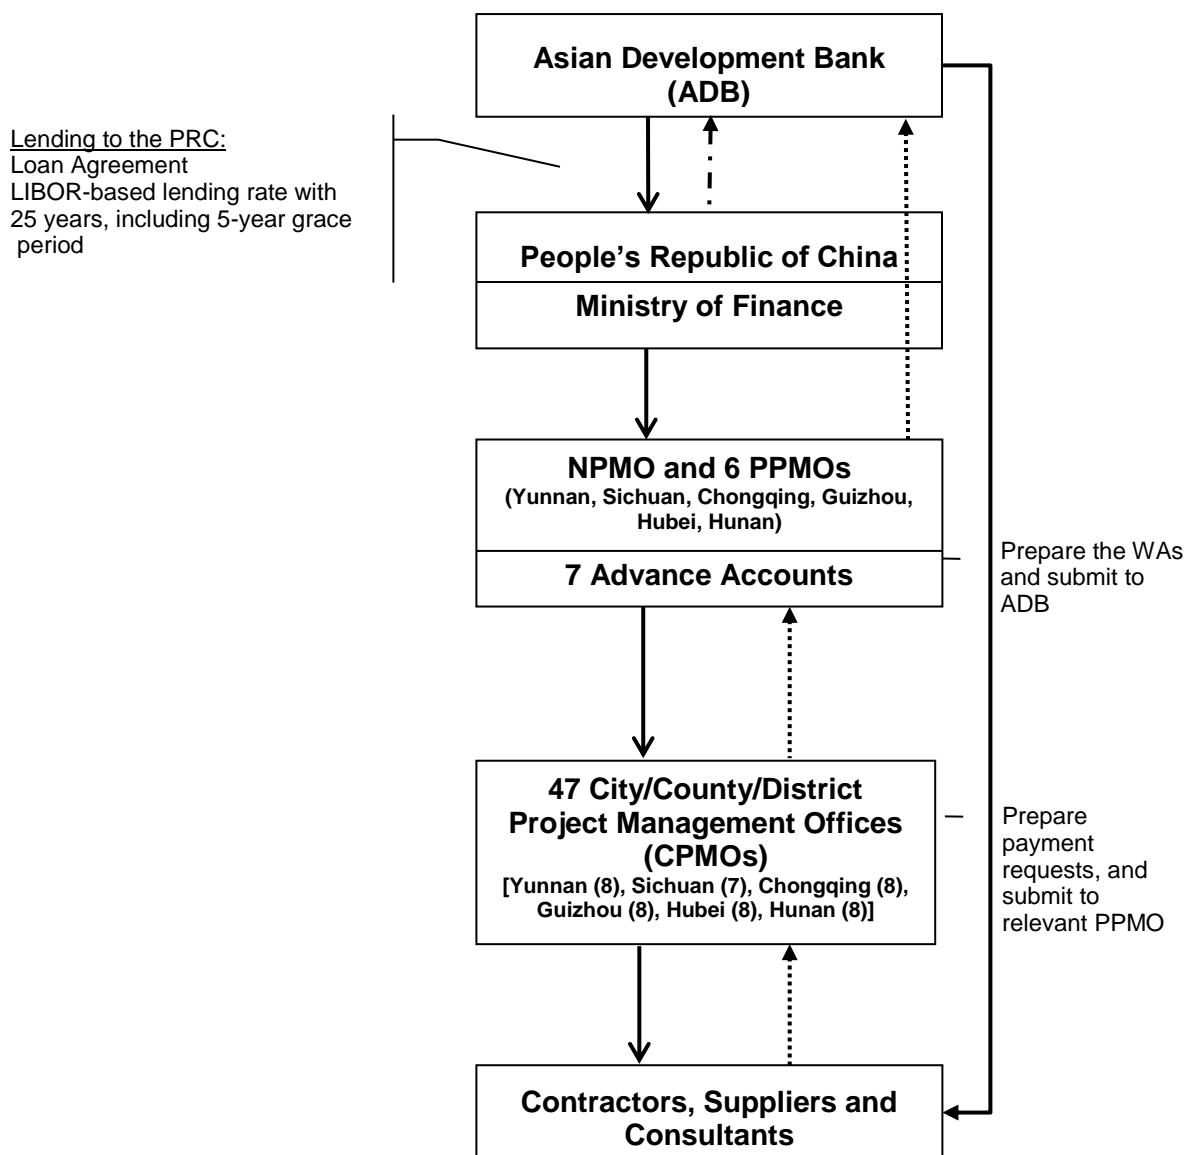 Asian Development Bank
(ADB)
Lending to the PRC:
Loan Agreement
LIBOR-based lending rate with
25 years, including 5-year grace
period
People’s Republic of China
Ministry of Finance
NPMO and 6 PPMOs
(Yunnan, Sichuan, Chongqing, Guizhou,
Hubei, Hunan)
7 Advance Accounts
Prepare the WAs
and submit to
ADB
47 City/County/District
Project Management Offices
(CPMOs)
[Yunnan (8), Sichuan (7), Chongqing (8),
Guizhou (8), Hubei (8), Hunan (8)]
Prepare
payment
requests, and
submit to
relevant PPMO
Contractors, Suppliers and
Consultants